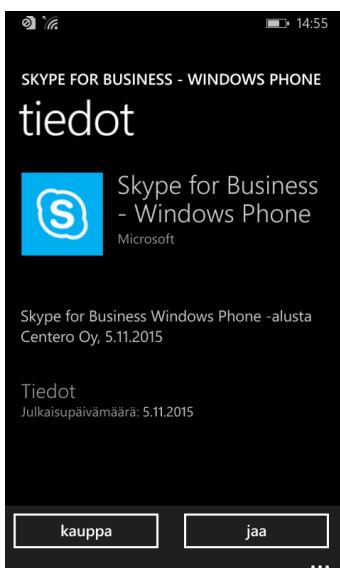 14:55
SKYPE FOR BUSINESS - WINDOWS PHONE
tiedot
Skype for Business
- Windows Phone
Microsoft
Skype for Business Windows Phone -alusta
Centero Oy, 5.11.2015
Tiedot
Julkaisupäivämäärä: 5.11.2015
kauppa
jaa